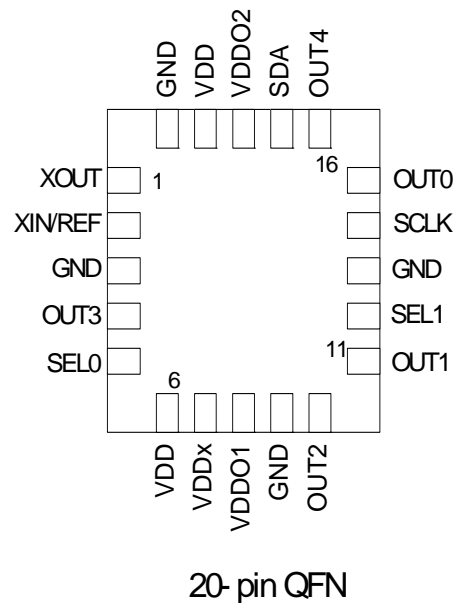 GND VDD VDDO2 SDA OUT4
XOUT 1 16 OUT0
XIN/REF SCLK
GND GND
OUT3 SEL1
SEL0 6 11 OUT1
VDD VDDx VDDO1 GND OUT2
20-pin QFN